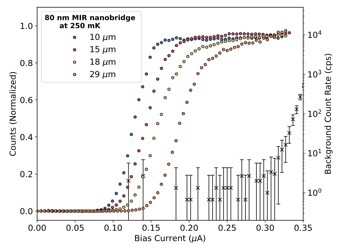 80 nm MIR nanobridge
at 250 mK
10 μm
15 μm
18 μm
29 μm
Counts (Normalized)
1.0
0.8
0.6
0.4
0.2
0.0
0.00
0.05
0.10
0.15
0.20
0.25
0.30
0.35
Bias Current (μA)
10⁴
10³
10²
10¹
10⁰
Background Count Rate (cps)